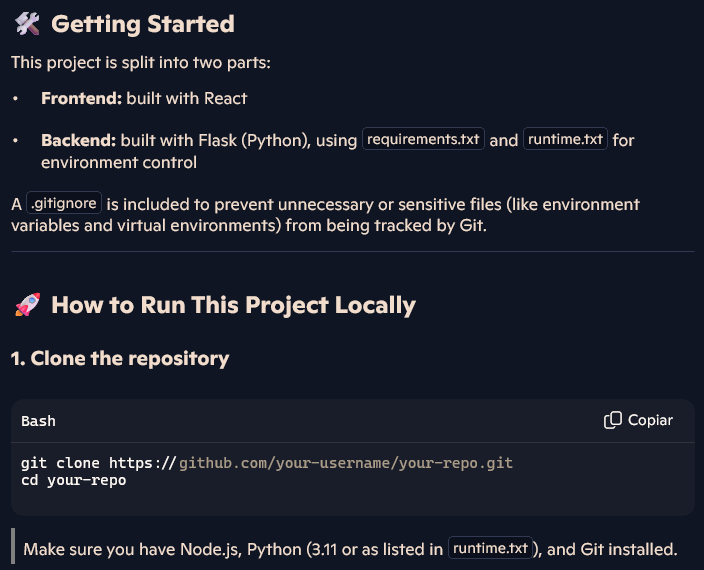 🛠️ Getting Started
This project is split into two parts:
• Frontend: built with React
• Backend: built with Flask (Python), using requirements.txt and runtime.txt for
environment control
A .gitignore is included to prevent unnecessary or sensitive files (like environment
variables and virtual environments) from being tracked by Git.
🚀 How to Run This Project Locally
1. Clone the repository
Bash
Copiar
git clone https://github.com/your-username/your-repo.git
cd your-repo
Make sure you have Node.js, Python (3.11 or as listed in runtime.txt), and Git installed.